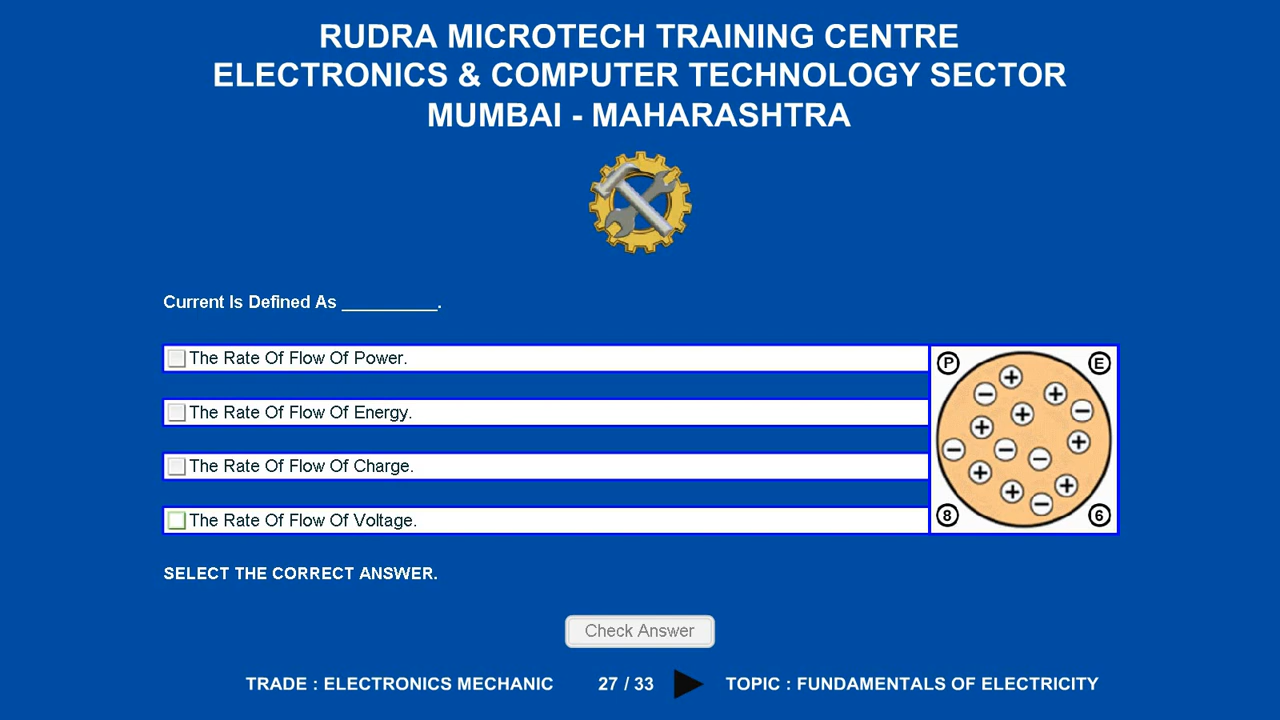 RUDRA MICROTECH TRAINING CENTRE
ELECTRONICS & COMPUTER TECHNOLOGY SECTOR
MUMBAI - MAHARASHTRA
Current Is Defined As __________.
The Rate Of Flow Of Power.
The Rate Of Flow Of Energy.
The Rate Of Flow Of Charge.
The Rate Of Flow Of Voltage.
P E
8 6
SELECT THE CORRECT ANSWER.
Check Answer
TRADE : ELECTRONICS MECHANIC 27 / 33 TOPIC : FUNDAMENTALS OF ELECTRICITY